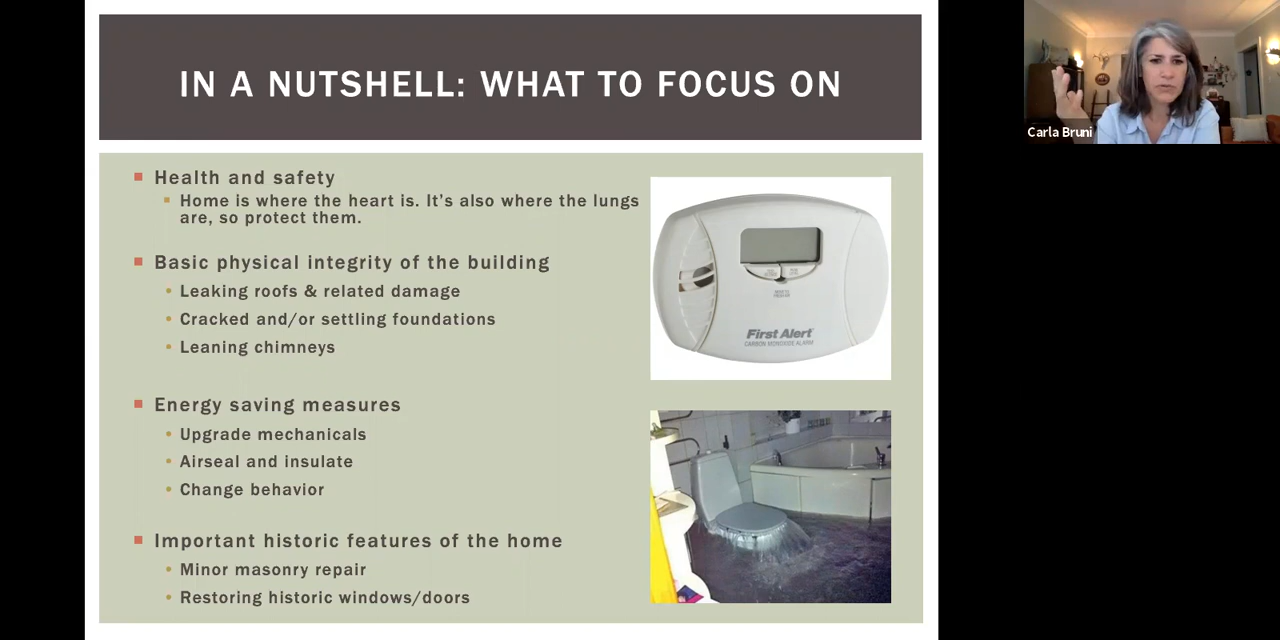 IN A NUTSHELL: WHAT TO FOCUS ON
Health and safety
Home is where the heart is. It's also where the lungs
are, so protect them.
Basic physical integrity of the building
Leaking roofs & related damage
Cracked and/or settling foundations
Leaning chimneys
Energy saving measures
Upgrade mechanicals
Airseal and insulate
Change behavior
Important historic features of the home
Minor masonry repair
Restoring historic windows/doors
First Alert
CARBON MONOXIDE ALARM
Carla Bruni